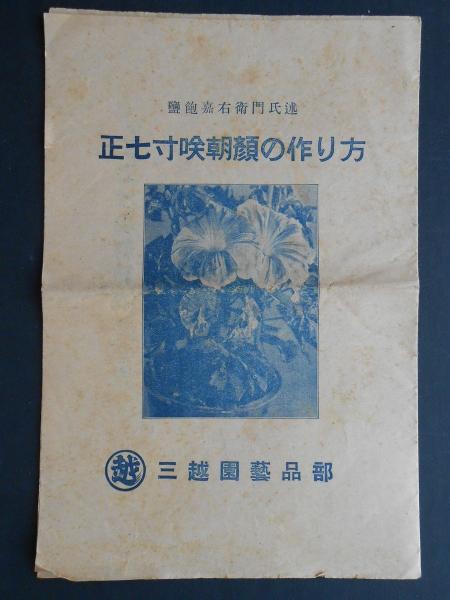 鹽飽嘉右衛門氏述
正七寸咲朝顏の作り方
越 三越園藝品部